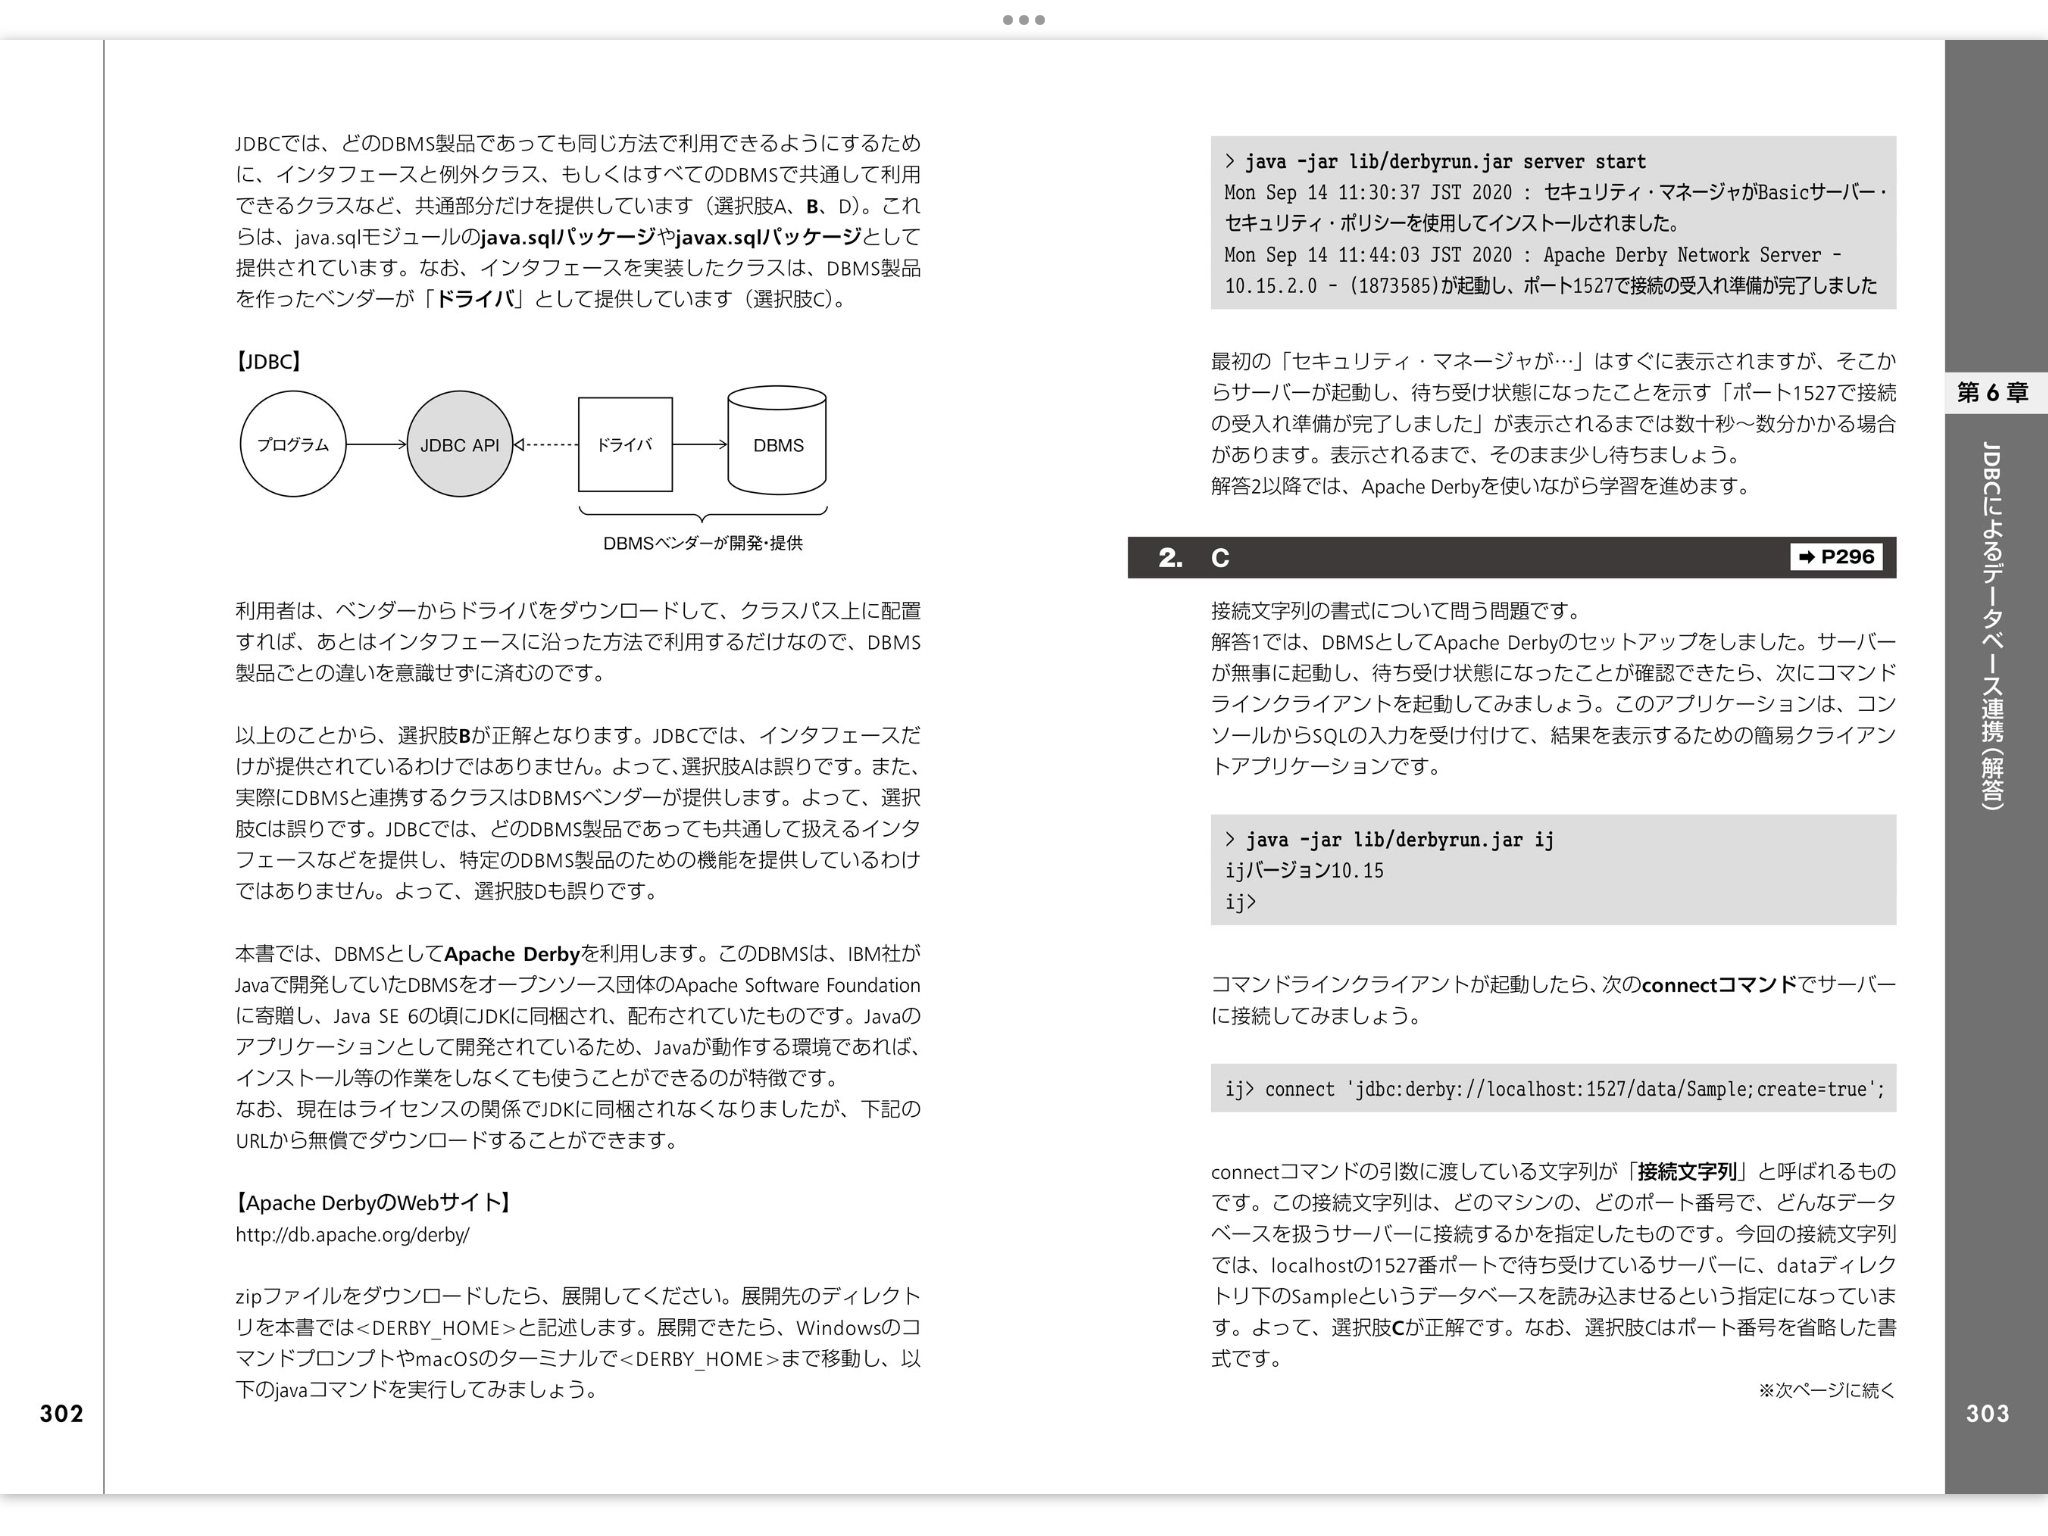 JDBCでは、どのDBMS製品であっても同じ方法で利用できるようにするため
に、インタフェースと例外クラス、もしくはすべてのDBMSで共通して利用
できるクラスなど、共通部分だけを提供しています（選択肢A、B、D）。これ
らは、java.sqlモジュールのjava.sqlパッケージやjavax.sqlパッケージとして
提供されています。なお、インタフェースを実装したクラスは、DBMS製品
を作ったベンダーが「ドライバ」として提供しています（選択肢C）。
【JDBC】
プログラム
JDBC API
ドライバ
DBMS
DBMSベンダーが開発・提供
利用者は、ベンダーからドライバをダウンロードして、クラスパス上に配置
すれば、あとはインタフェースに沿った方法で利用するだけなので、DBMS
製品ごとの違いを意識せずに済むのです。
以上のことから、選択肢Bが正解となります。JDBCでは、インタフェースだ
けが提供されているわけではありません。よって、選択肢Aは誤りです。また、
実際にDBMSと連携するクラスはDBMSベンダーが提供します。よって、選択
肢Cは誤りです。JDBCでは、どのDBMS製品であっても共通して扱えるインタ
フェースなどを提供し、特定のDBMS製品のための機能を提供しているわけ
ではありません。よって、選択肢Dも誤りです。
本書では、DBMSとしてApache Derbyを利用します。このDBMSは、IBM社が
Javaで開発していたDBMSをオープンソース団体のApache Software Foundation
に寄贈し、Java SE 6の頃にJDKに同梱され、配布されていたものです。Javaの
アプリケーションとして開発されているため、Javaが動作する環境であれば、
インストール等の作業をしなくても使うことができるのが特徴です。
なお、現在はライセンスの関係でJDKに同梱されなくなりましたが、下記の
URLから無償でダウンロードすることができます。
【Apache DerbyのWebサイト】
http://db.apache.org/derby/
zipファイルをダウンロードしたら、展開してください。展開先のディレクト
リを本書では<DERBY_HOME>と記述します。展開できたら、Windowsのコ
マンドプロンプトやmacOSのターミナルで<DERBY_HOME>まで移動し、以
下のjavaコマンドを実行してみましょう。
302
> java -jar lib/derbyrun.jar server start
Mon Sep 14 11:30:37 JST 2020 : セキュリティ・マネージャがBasicサーバー・
セキュリティ・ポリシーを使用してインストールされました。
Mon Sep 14 11:44:03 JST 2020 : Apache Derby Network Server -
10.15.2.0 - (1873585)が起動し、ポート1527で接続の受入れ準備が完了しました
最初の「セキュリティ・マネージャが…」はすぐに表示されますが、そこか
らサーバーが起動し、待ち受け状態になったことを示す「ポート1527で接続
の受入れ準備が完了しました」が表示されるまでは数十秒～数分かかる場合
があります。表示されるまで、そのまま少し待ちましょう。
解答2以降では、Apache Derbyを使いながら学習を進めます。
2. C ➡ P296
接続文字列の書式について問う問題です。
解答1では、DBMSとしてApache Derbyのセットアップをしました。サーバー
が無事に起動し、待ち受け状態になったことが確認できたら、次にコマンド
ラインクライアントを起動してみましょう。このアプリケーションは、コン
ソールからSQLの入力を受け付けて、結果を表示するための簡易クライアン
トアプリケーションです。
> java -jar lib/derbyrun.jar ij
ijバージョン10.15
ij>
コマンドラインクライアントが起動したら、次のconnectコマンドでサーバー
に接続してみましょう。
ij> connect 'jdbc:derby://localhost:1527/data/Sample;create=true';
connectコマンドの引数に渡している文字列が「接続文字列」と呼ばれるもの
です。この接続文字列は、どのマシンの、どのポート番号で、どんなデータ
ベースを扱うサーバーに接続するかを指定したものです。今回の接続文字列
では、localhostの1527番ポートで待ち受けているサーバーに、dataディレク
トリ下のSampleというデータベースを読み込ませるという指定になっていま
す。よって、選択肢Cが正解です。なお、選択肢Cはポート番号を省略した書
式です。
※次ページに続く
第6章
JDBCによるデータベース連携（解答）
303